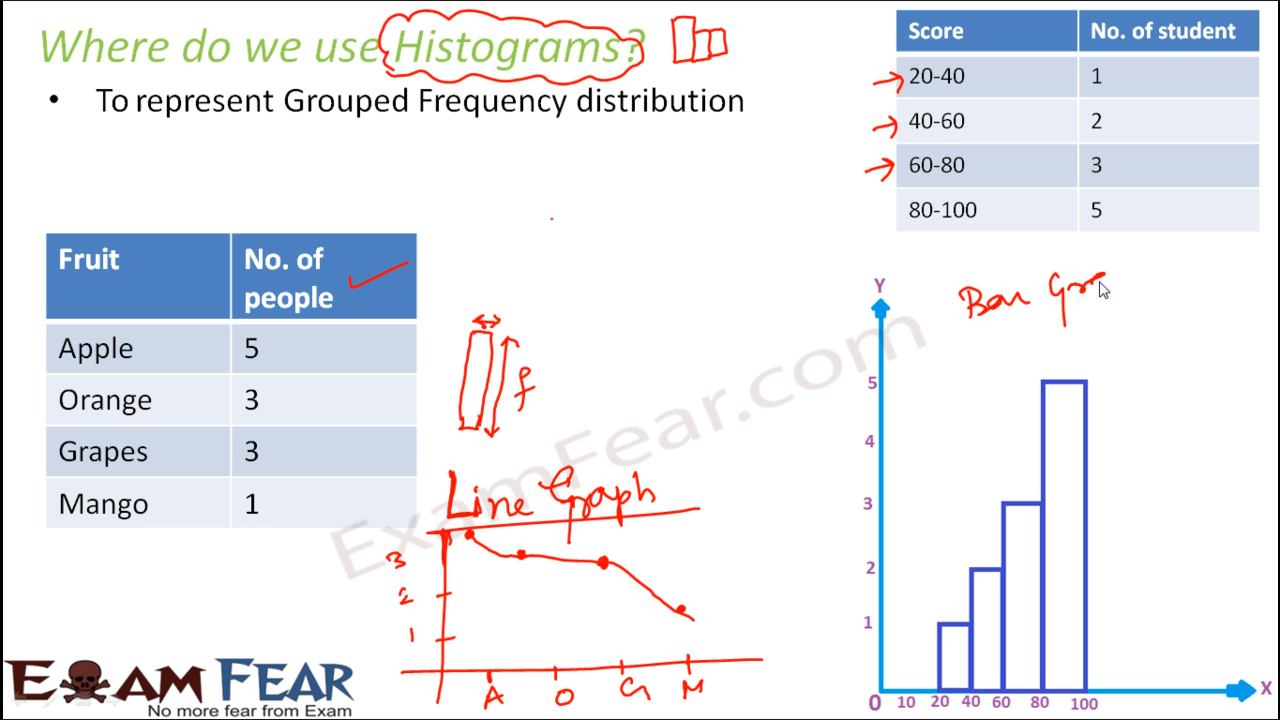 Where do we use Histograms?
• To represent Grouped Frequency distribution
Score No. of student
20-40 1
40-60 2
60-80 3
80-100 5
Fruit No. of people
Apple 5
Orange 3
Grapes 3
Mango 1
f
Line Graph
3
2
1
A O G M
Bar Gra
Y
5
4
3
2
1
0 10 20 40 60 80 100 X
ExamFear.com
EXAM FEAR
No more fear from Exam